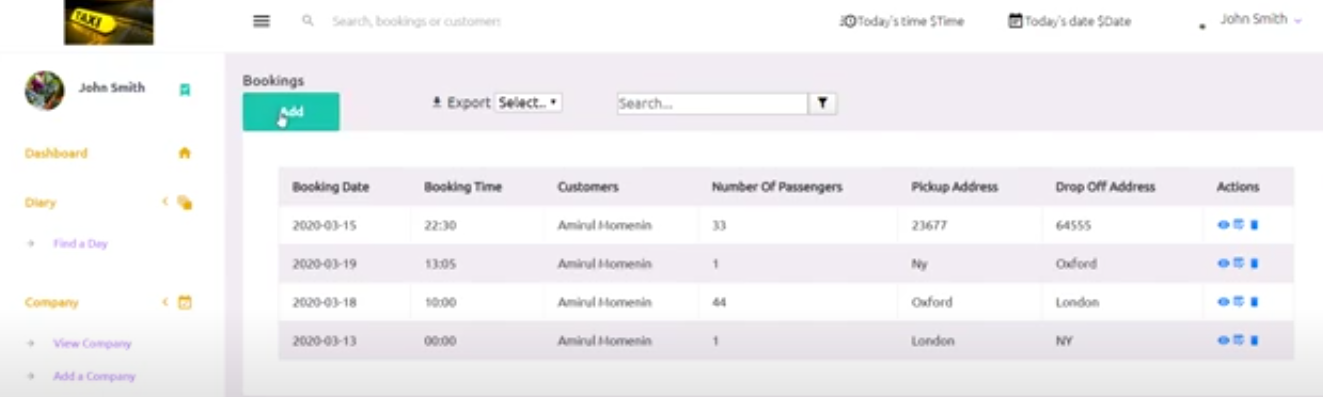 TAXI
Search, bookings or customers
Today's time $Time
Today's date $Date
John Smith
John Smith
Dashboard
Diary
Find a Day
Company
View Company
Add a Company
Bookings
Add
Export Select..
Search...
Booking Date Booking Time Customers Number Of Passengers Pickup Address Drop Off Address Actions
2020-03-15 22:30 Amirul Momenin 33 23677 64555
2020-03-19 13:05 Amirul Momenin 1 Ny Oxford
2020-03-18 10:00 Amirul Momenin 44 Oxford London
2020-03-13 00:00 Amirul Momenin 1 London NY